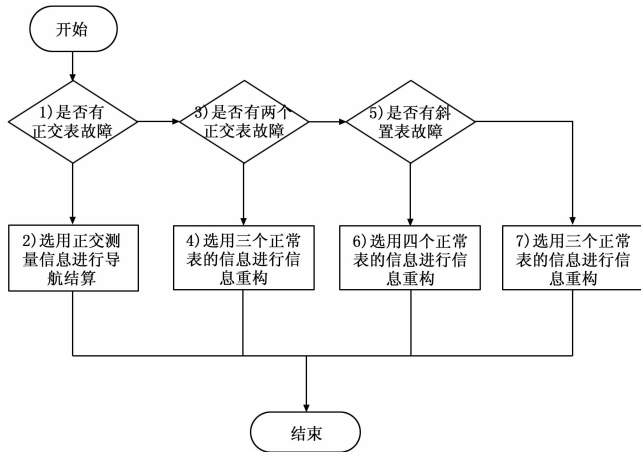 开始
1)是否有
正交表故障
3)是否有两个
正交表故障
5)是否有斜
置表故障
2)选用正交测
量信息进行导
航结算
4)选用三个正常
表的信息进行信
息重构
6)选用四个正常
表的信息进行信
息重构
7)选用三个正常
表的信息进行信
息重构
结束